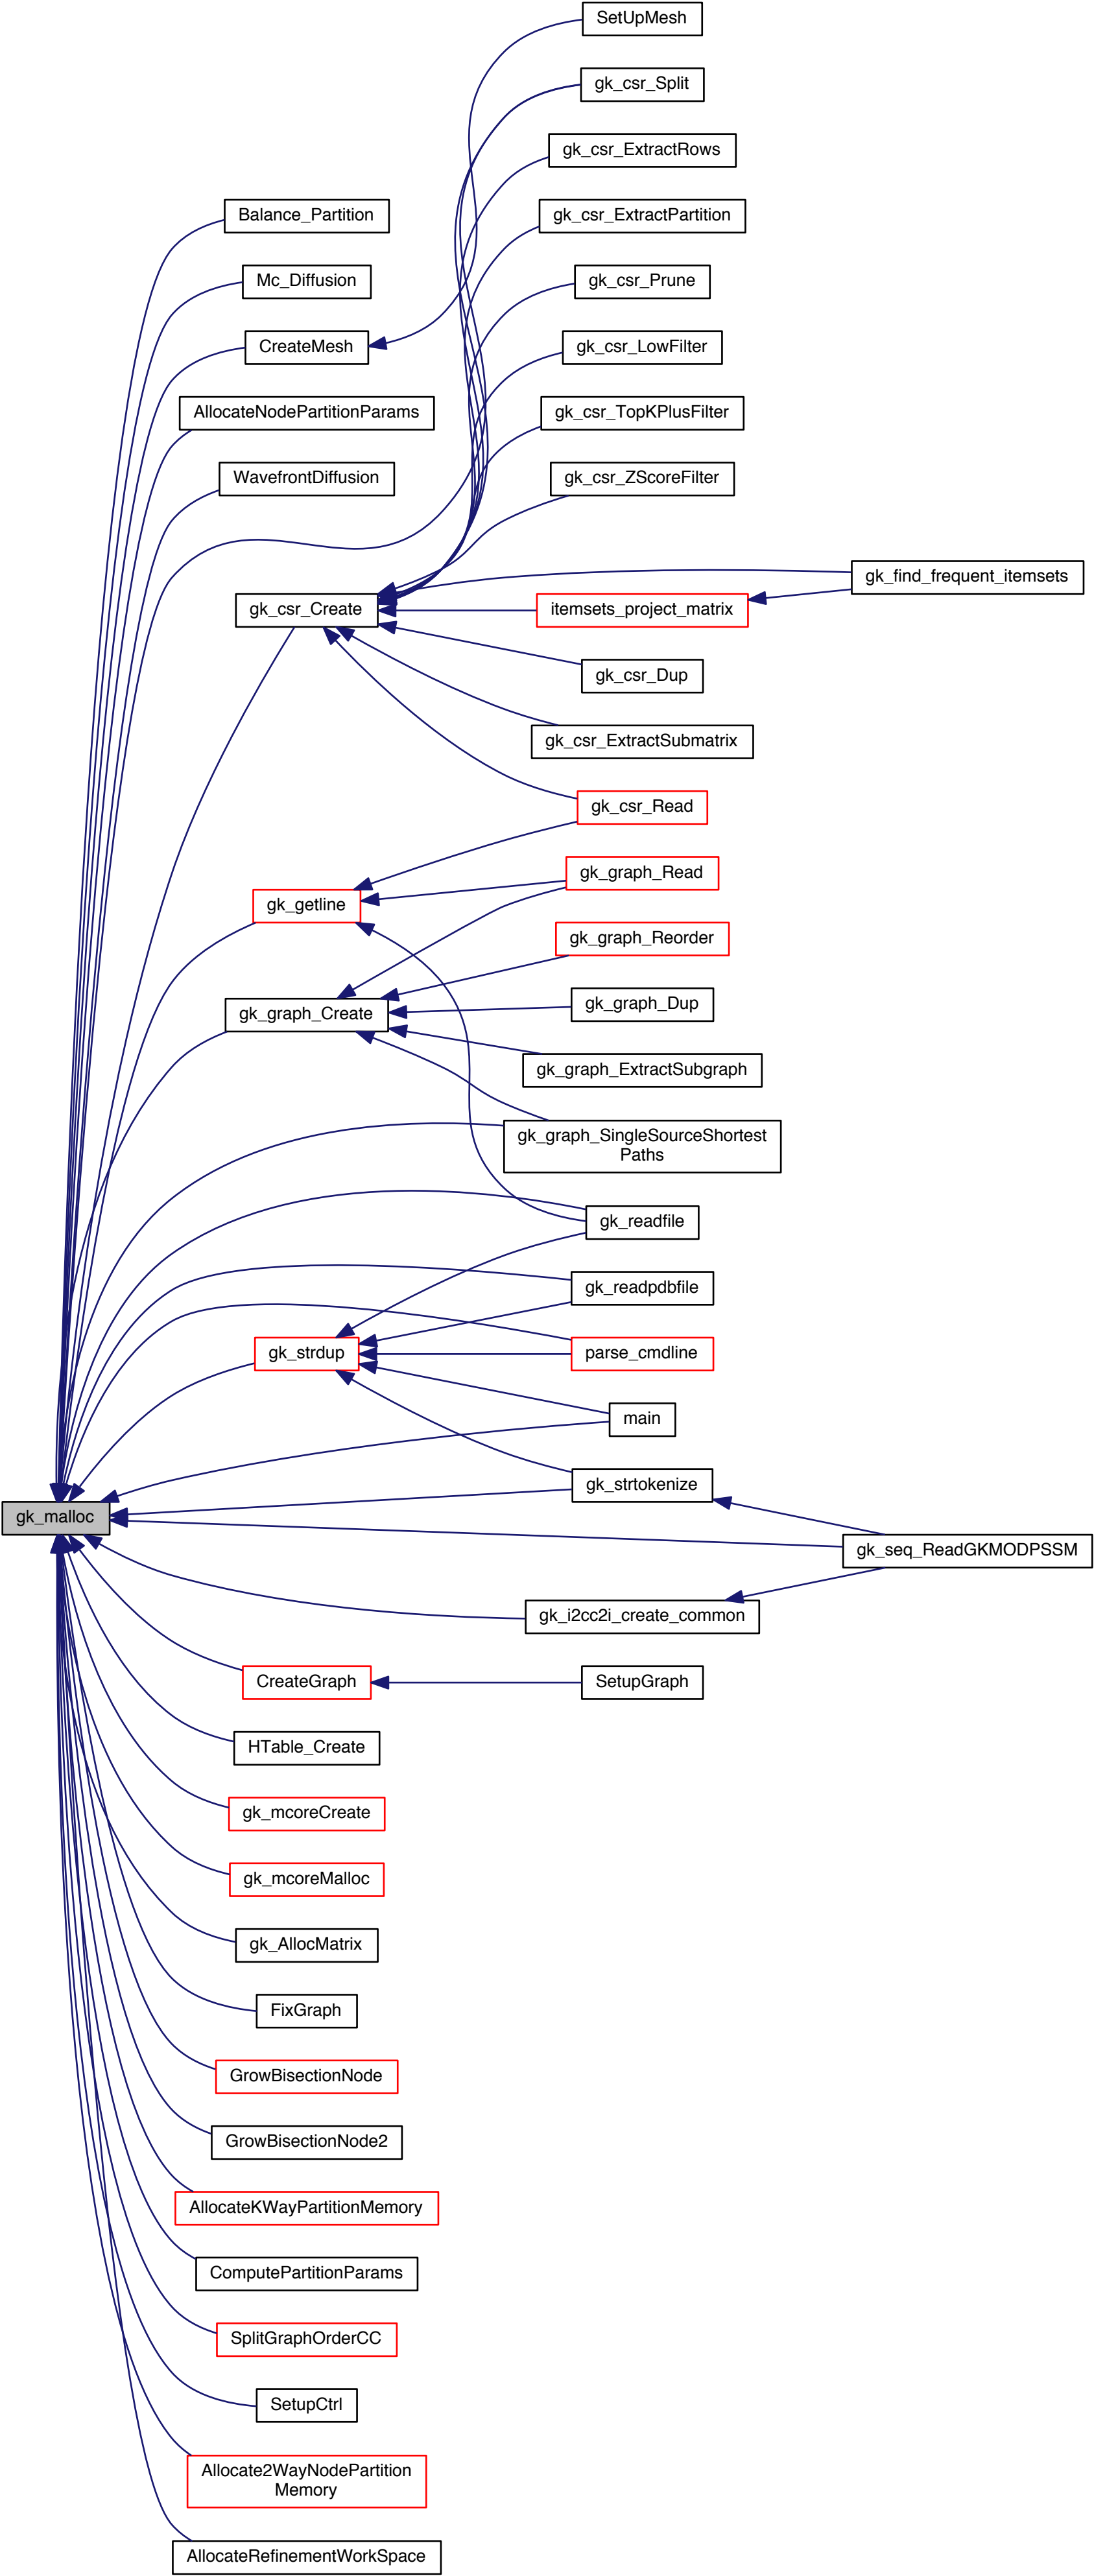 SetUpMesh
gk_csr_Split
gk_csr_ExtractRows
Balance_Partition
gk_csr_ExtractPartition
Mc_Diffusion
gk_csr_Prune
CreateMesh
gk_csr_LowFilter
AllocateNodePartitionParams
gk_csr_TopKPlusFilter
WavefrontDiffusion
gk_csr_ZScoreFilter
gk_find_frequent_itemsets
gk_csr_Create
itemsets_project_matrix
gk_csr_Dup
gk_csr_ExtractSubmatrix
gk_csr_Read
gk_graph_Read
gk_getline
gk_graph_Reorder
gk_graph_Create
gk_graph_Dup
gk_graph_ExtractSubgraph
gk_graph_SingleSourceShortest
Paths
gk_readfile
gk_readpdbfile
gk_strdup
parse_cmdline
main
gk_strtokenize
gk_malloc
gk_seq_ReadGKMODPSSM
gk_i2cc2i_create_common
CreateGraph
SetupGraph
HTable_Create
gk_mcoreCreate
gk_mcoreMalloc
gk_AllocMatrix
FixGraph
GrowBisectionNode
GrowBisectionNode2
AllocateKWayPartitionMemory
ComputePartitionParams
SplitGraphOrderCC
SetupCtrl
Allocate2WayNodePartition
Memory
AllocateRefinementWorkSpace